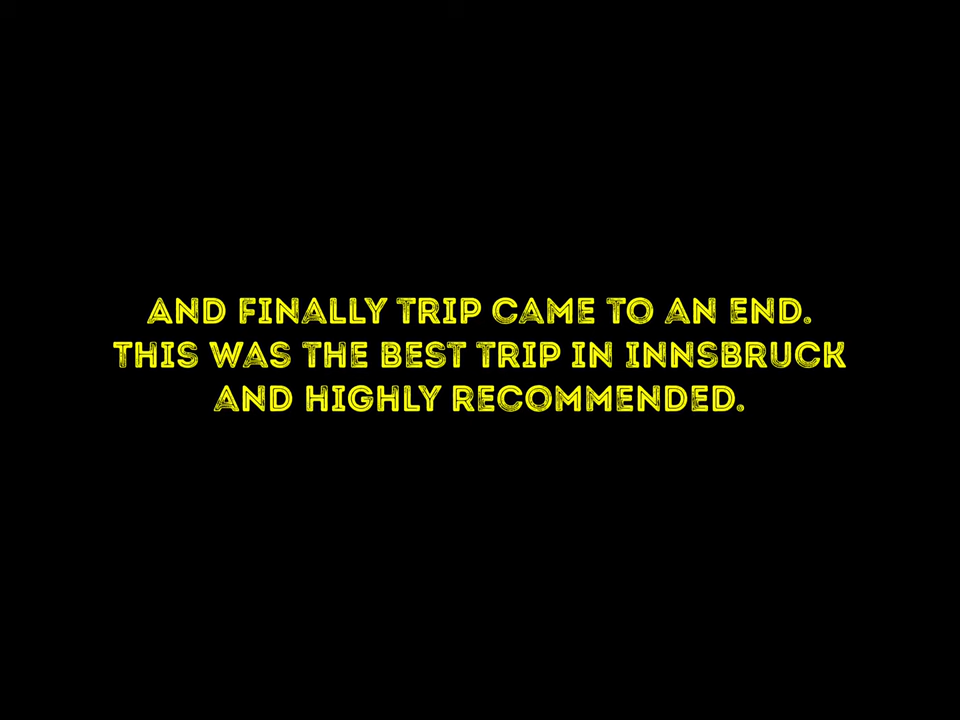 AND FINALLY TRIP CAME TO AN END.
THIS WAS THE BEST TRIP IN INNSBRUCK
AND HIGHLY RECOMMENDED.